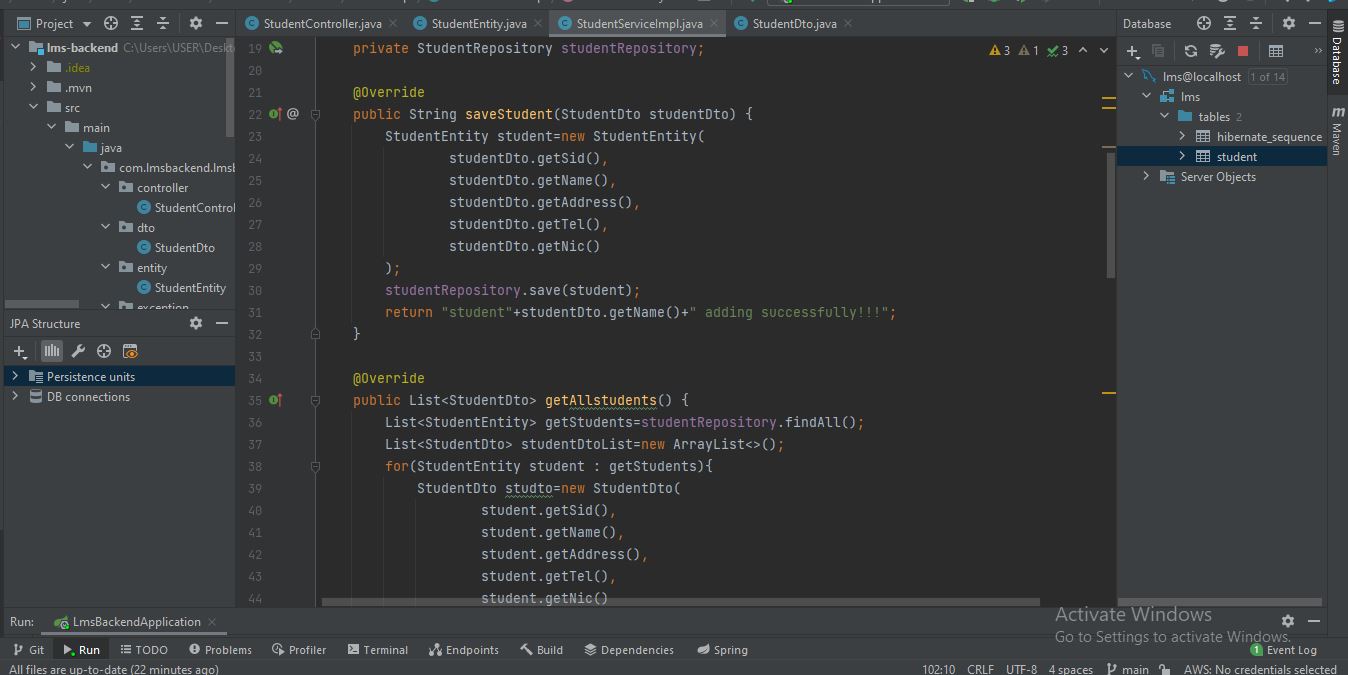 Project
StudentController.java
StudentEntity.java
StudentServiceImpl.java
StudentDto.java
Database
lms-backend C:\Users\USER\Deskt
.idea
.mvn
src
main
java
com.lmsbackend.lmsb
controller
StudentControl
dto
StudentDto
entity
StudentEntity
exception
JPA Structure
Persistence units
DB connections
19 private StudentRepository studentRepository;
3 1 3
20
21 @Override
22 @ public String saveStudent(StudentDto studentDto) {
23 StudentEntity student=new StudentEntity(
24 studentDto.getSid(),
25 studentDto.getName(),
26 studentDto.getAddress(),
27 studentDto.getTel(),
28 studentDto.getNic()
29 );
30 studentRepository.save(student);
31 return "student"+studentDto.getName()+" adding successfully!!!";
32 }
33
34 @Override
35 public List<StudentDto> getAllstudents() {
36 List<StudentEntity> getStudents=studentRepository.findAll();
37 List<StudentDto> studentDtoList=new ArrayList<>();
38 for(StudentEntity student : getStudents){
39 StudentDto studto=new StudentDto(
40 student.getSid(),
41 student.getName(),
42 student.getAddress(),
43 student.getTel(),
44 student.getNic()
lms@localhost 1 of 14
lms
tables 2
hibernate_sequence
student
Server Objects
Database
m Maven
Run: LmsBackendApplication
Activate Windows
Go to Settings to activate Windows.
Git
Run
TODO
Problems
Profiler
Terminal
Endpoints
Build
Dependencies
Spring
1 Event Log
All files are up-to-date (22 minutes ago)
102:10 CRLF UTF-8 4 spaces main AWS: No credentials selected